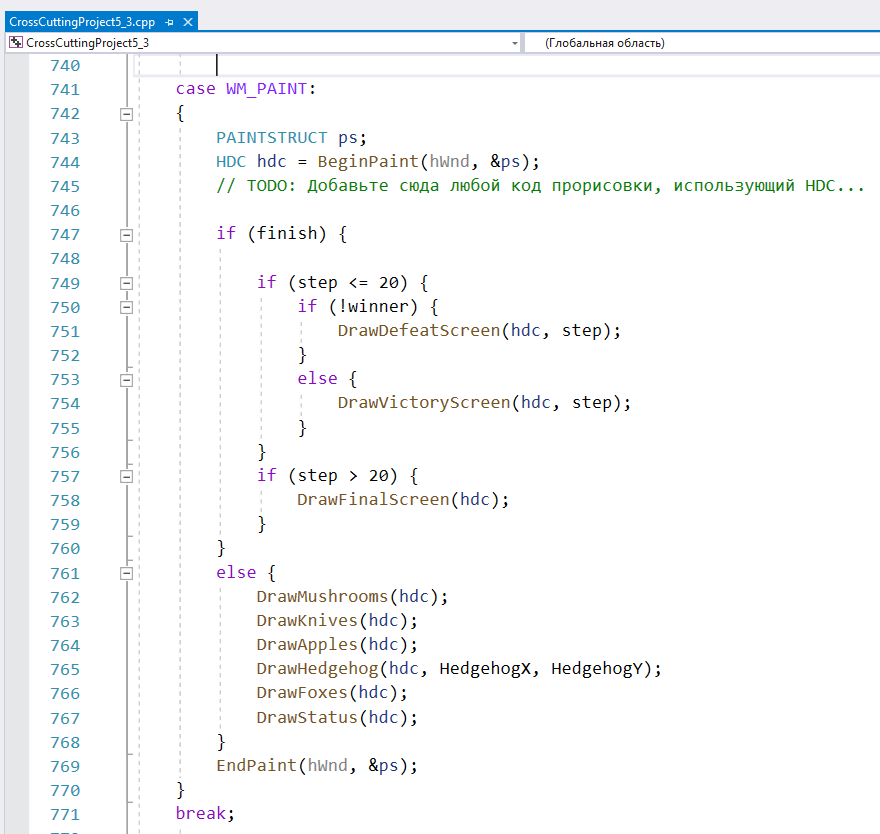 CrossCuttingProject5_3.cpp
CrossCuttingProject5_3 (Глобальная область)
740
741 case WM_PAINT:
742 {
743 PAINTSTRUCT ps;
744 HDC hdc = BeginPaint(hWnd, &ps);
745 // TODO: Добавьте сюда любой код прорисовки, использующий HDC...
746
747 if (finish) {
748
749 if (step <= 20) {
750 if (!winner) {
751 DrawDefeatScreen(hdc, step);
752 }
753 else {
754 DrawVictoryScreen(hdc, step);
755 }
756 }
757 if (step > 20) {
758 DrawFinalScreen(hdc);
759 }
760 }
761 else {
762 DrawMushrooms(hdc);
763 DrawKnives(hdc);
764 DrawApples(hdc);
765 DrawHedgehog(hdc, HedgehogX, HedgehogY);
766 DrawFoxes(hdc);
767 DrawStatus(hdc);
768 }
769 EndPaint(hWnd, &ps);
770 }
771 break;